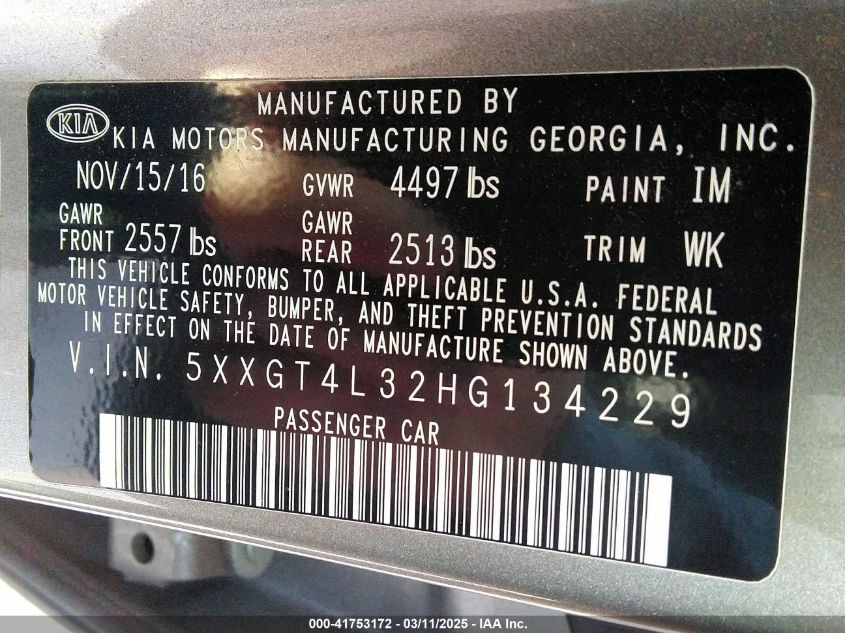 MANUFACTURED BY
KIA KIA MOTORS MANUFACTURING GEORGIA, INC.
NOV/15/16 GVWR 4497 lbs PAINT IM
GAWR FRONT 2557 lbs GAWR REAR 2513 lbs TRIM WK
THIS VEHICLE CONFORMS TO ALL APPLICABLE U.S.A. FEDERAL
MOTOR VEHICLE SAFETY, BUMPER, AND THEFT PREVENTION STANDARDS
IN EFFECT ON THE DATE OF MANUFACTURE SHOWN ABOVE.
V.I.N. 5XXGT4L32HG134229
PASSENGER CAR
000-41753172 - 03/11/2025 - IAA Inc.